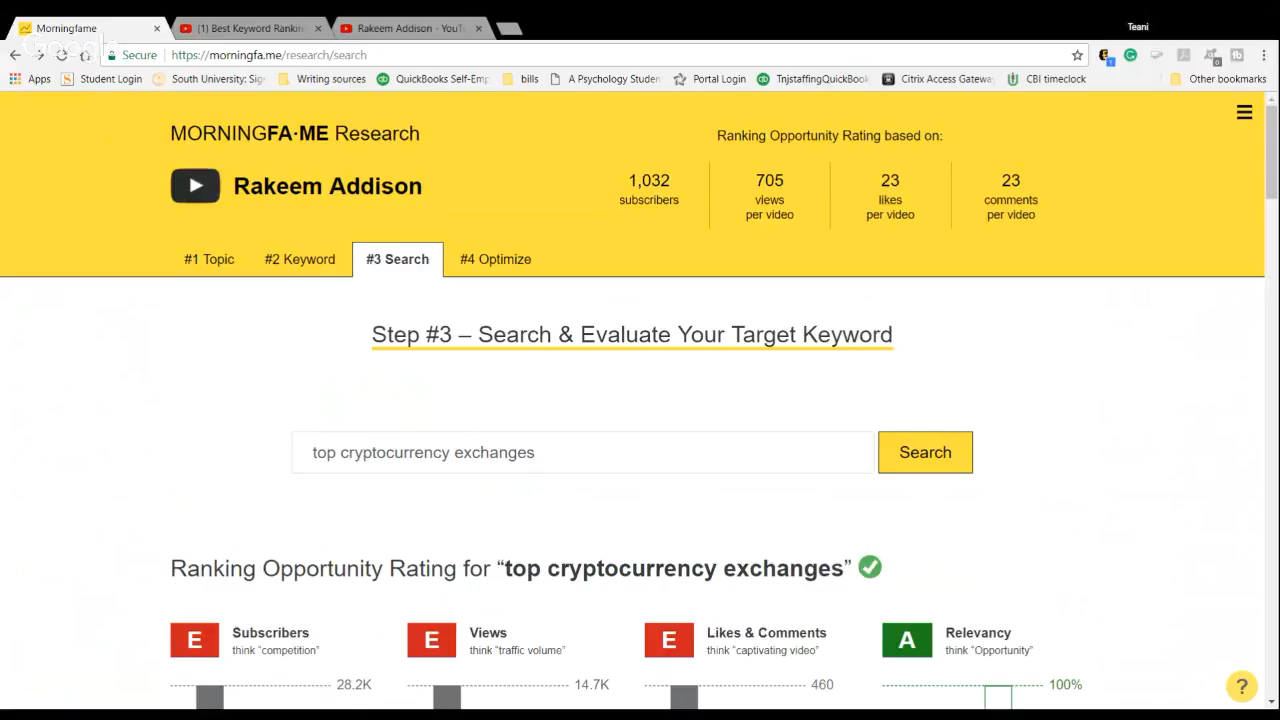 Teani
Morningfame
(1) Best Keyword Rankin
Rakeem Addison - YouTu
Google
Secure
https://morningfa.me/research/search
Apps
Student Login
South University: Sig
Writing sources
QuickBooks Self-Emp
bills
A Psychology Studen
Portal Login
TnjstaffingQuickBook
Citrix Access Gateway
CBI timeclock
Other bookmarks
MORNINGFA·ME Research
Ranking Opportunity Rating based on:
Rakeem Addison
1,032
subscribers
705
views
per video
23
likes
per video
23
comments
per video
#1 Topic
#2 Keyword
#3 Search
#4 Optimize
Step #3 – Search & Evaluate Your Target Keyword
top cryptocurrency exchanges
Search
Ranking Opportunity Rating for “top cryptocurrency exchanges”
E
Subscribers
think “competition”
E
Views
think “traffic volume”
E
Likes & Comments
think “captivating video”
A
Relevancy
think “Opportunity”
28.2K
14.7K
460
100%
?